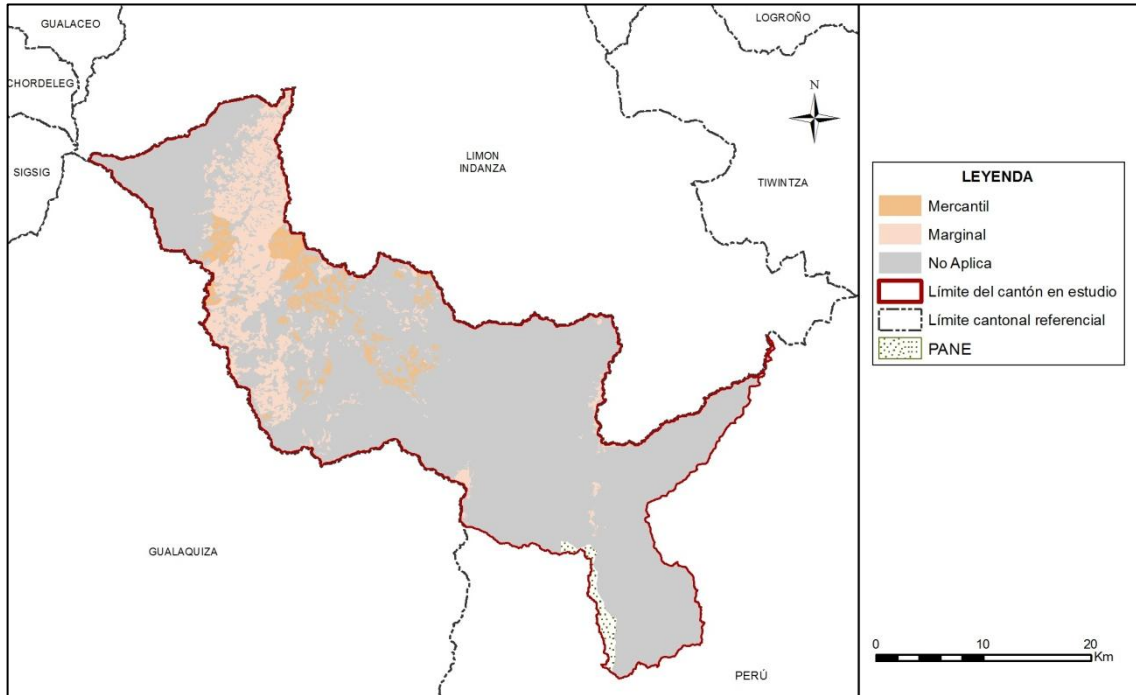 GUALACEO
CHORDELEG
SIGSIG
LIMON
INDANZA
LOGROÑO
N
TIWINTZA
GUALAQUIZA
PERÚ
LEYENDA
Mercantil
Marginal
No Aplica
Límite del cantón en estudio
Límite cantonal referencial
PANE
0 10 20
Km